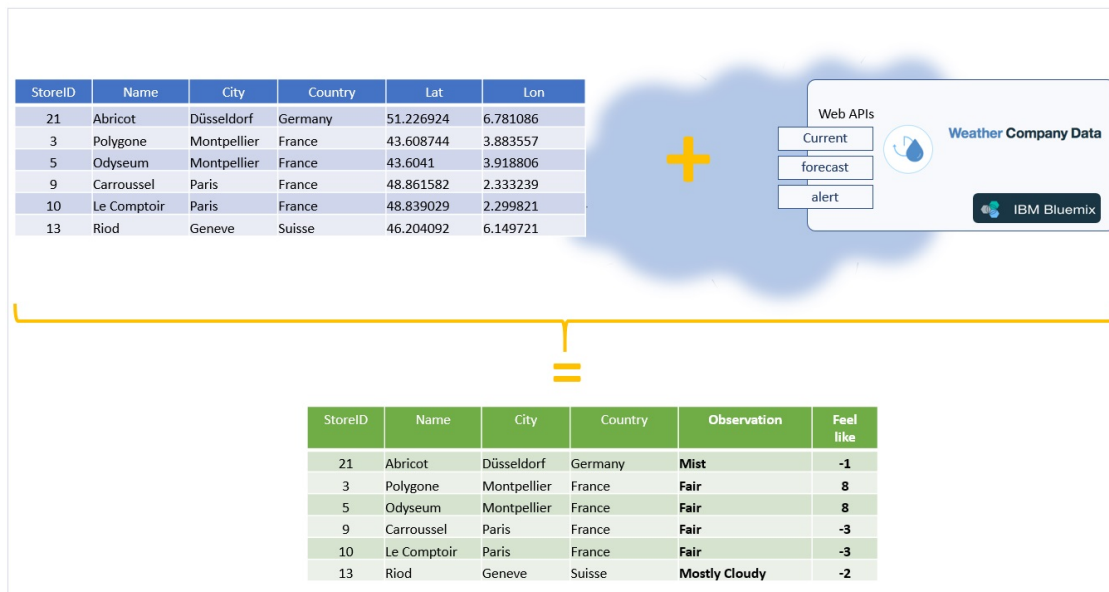 StoreID Name City Country Lat Lon
21 Abricot Düsseldorf Germany 51.226924 6.781086
3 Polygone Montpellier France 43.608744 3.883557
5 Odyseum Montpellier France 43.6041 3.918806
9 Carroussel Paris France 48.861582 2.333239
10 Le Comptoir Paris France 48.839029 2.299821
13 Riod Geneve Suisse 46.204092 6.149721
+
Web APIs
Current
forecast
alert
Weather Company Data
IBM Bluemix
=
StoreID Name City Country Observation Feel
like
21 Abricot Düsseldorf Germany Mist -1
3 Polygone Montpellier France Fair 8
5 Odyseum Montpellier France Fair 8
9 Carroussel Paris France Fair -3
10 Le Comptoir Paris France Fair -3
13 Riod Geneve Suisse Mostly Cloudy -2